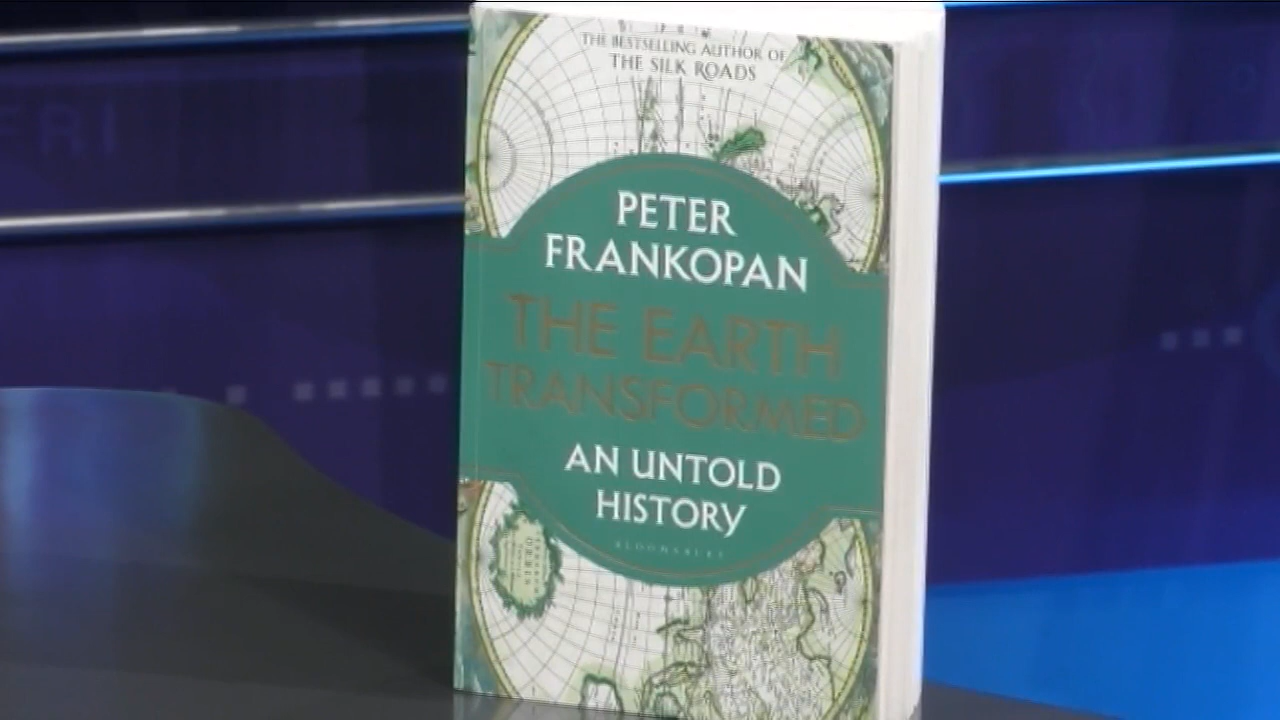 THE BESTSELLING AUTHOR OF
THE SILK ROADS
PETER
FRANKOPAN
THE EARTH
TRANSFORMED
AN UNTOLD
HISTORY
BLOOMSBURY